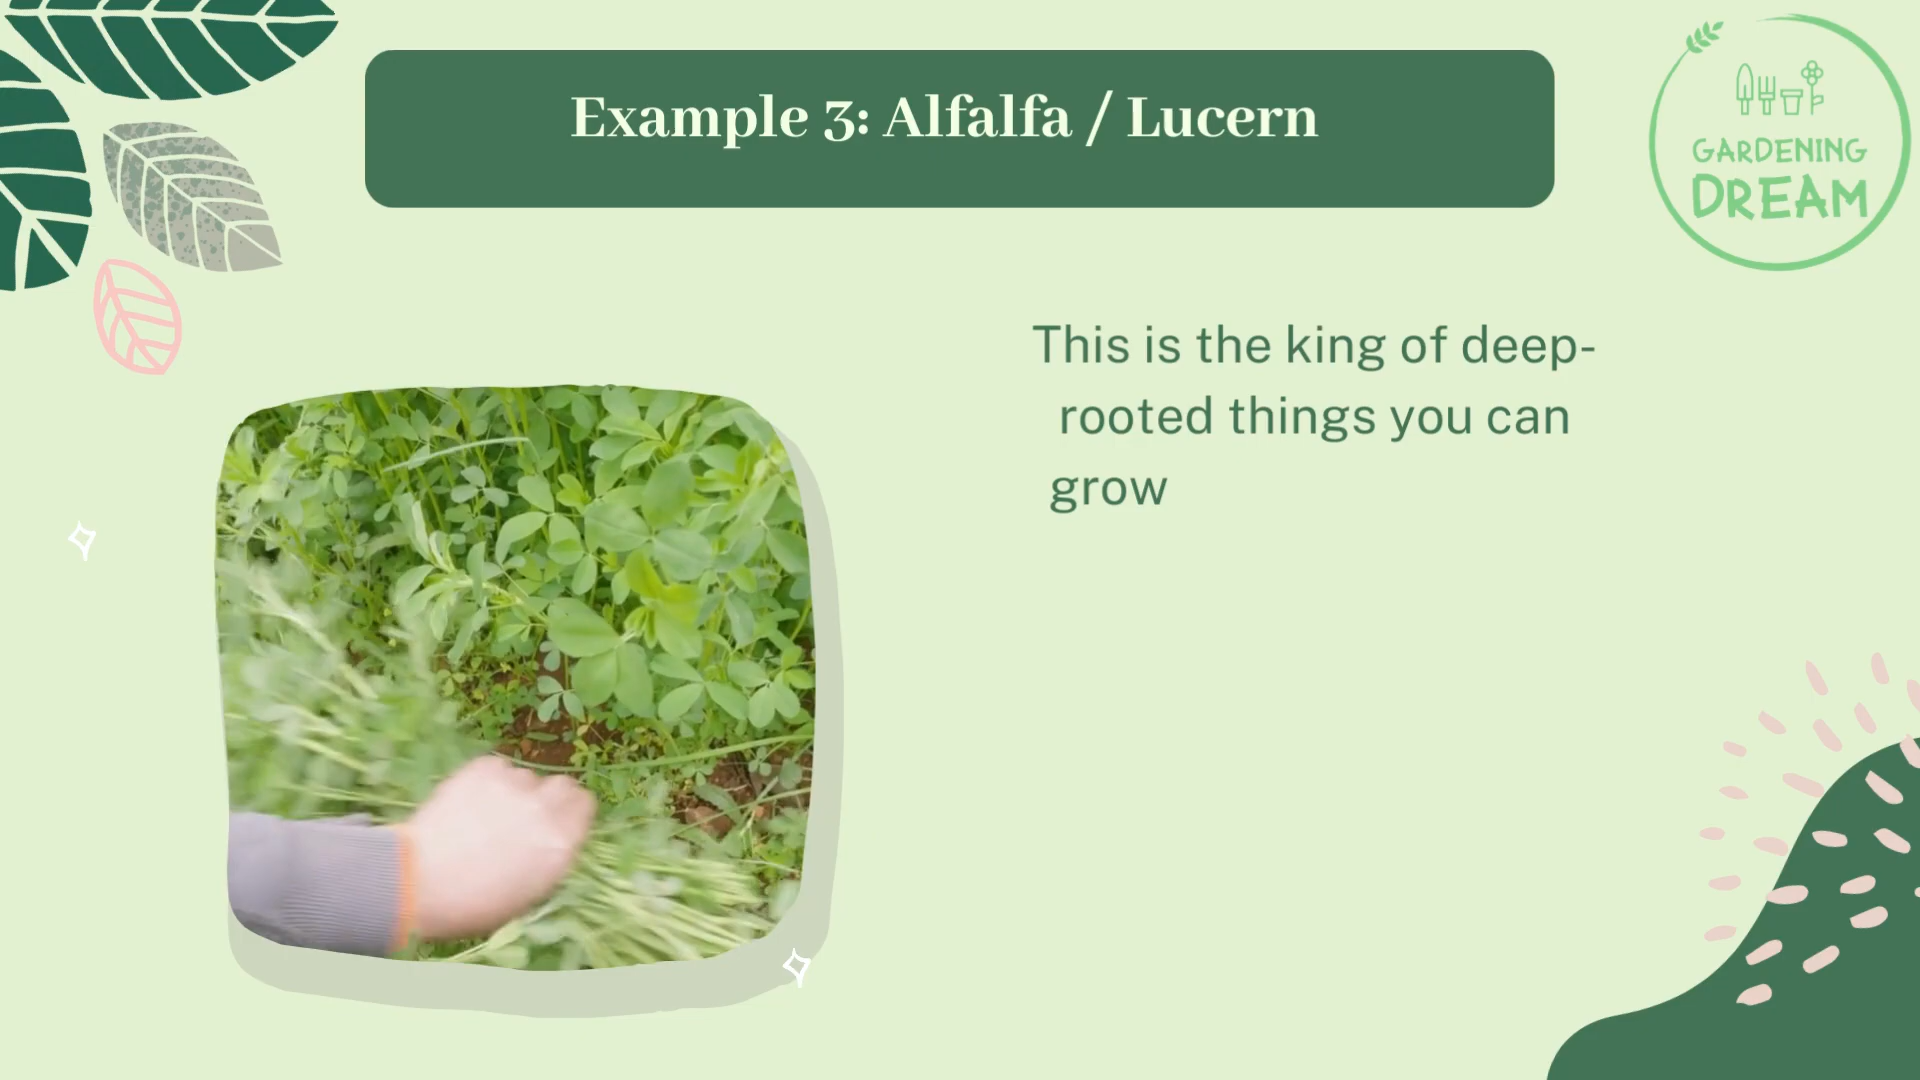 Example 3: Alfalfa / Lucern
GARDENING
DREAM
This is the king of deep-
rooted things you can
grow